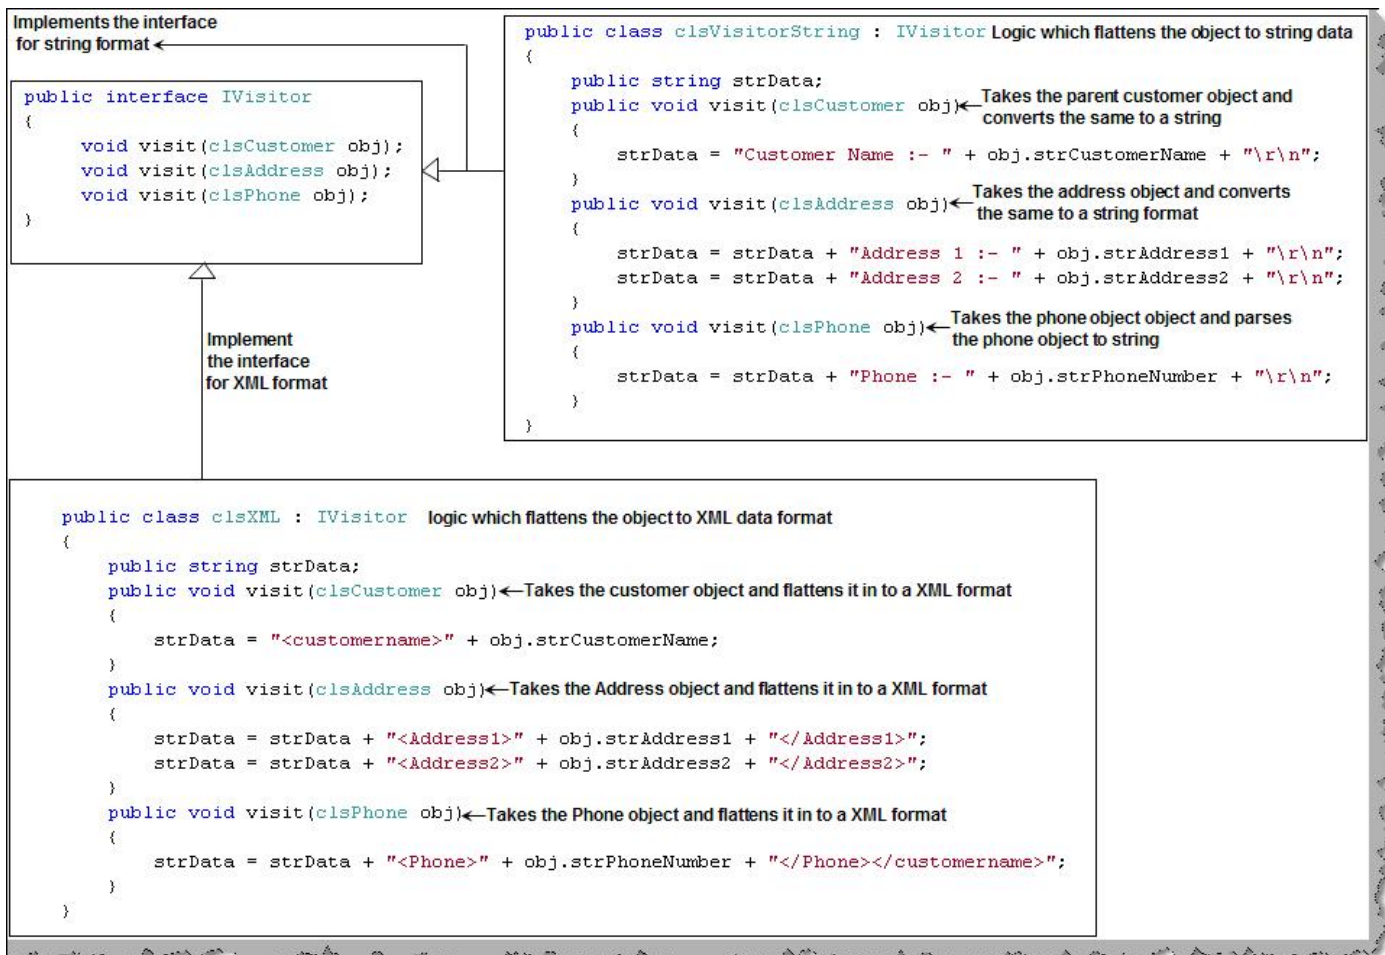 Implements the interface
for string format
public interface IVisitor
{
void visit(clsCustomer obj);
void visit(clsAddress obj);
void visit(clsPhone obj);
}
public class clsVisitorString : IVisitor Logic which flattens the object to string data
{
public string strData;
public void visit(clsCustomer obj) Takes the parent customer object and
converts the same to a string
{
strData = "Customer Name :- " + obj.strCustomerName + "\r\n";
}
public void visit(clsAddress obj) Takes the address object and converts
the same to a string format
{
strData = strData + "Address 1 :- " + obj.strAddress1 + "\r\n";
strData = strData + "Address 2 :- " + obj.strAddress2 + "\r\n";
}
public void visit(clsPhone obj) Takes the phone object object and parses
the phone object to string
{
strData = strData + "Phone :- " + obj.strPhoneNumber + "\r\n";
}
}
Implement
the interface
for XML format
public class clsXML : IVisitor logic which flattens the object to XML data format
{
public string strData;
public void visit(clsCustomer obj) Takes the customer object and flattens it in to a XML format
{
strData = "<customername>" + obj.strCustomerName;
}
public void visit(clsAddress obj) Takes the Address object and flattens it in to a XML format
{
strData = strData + "<Address1>" + obj.strAddress1 + "</Address1>";
strData = strData + "<Address2>" + obj.strAddress2 + "</Address2>";
}
public void visit(clsPhone obj) Takes the Phone object and flattens it in to a XML format
{
strData = strData + "<Phone>" + obj.strPhoneNumber + "</Phone></customername>";
}
}